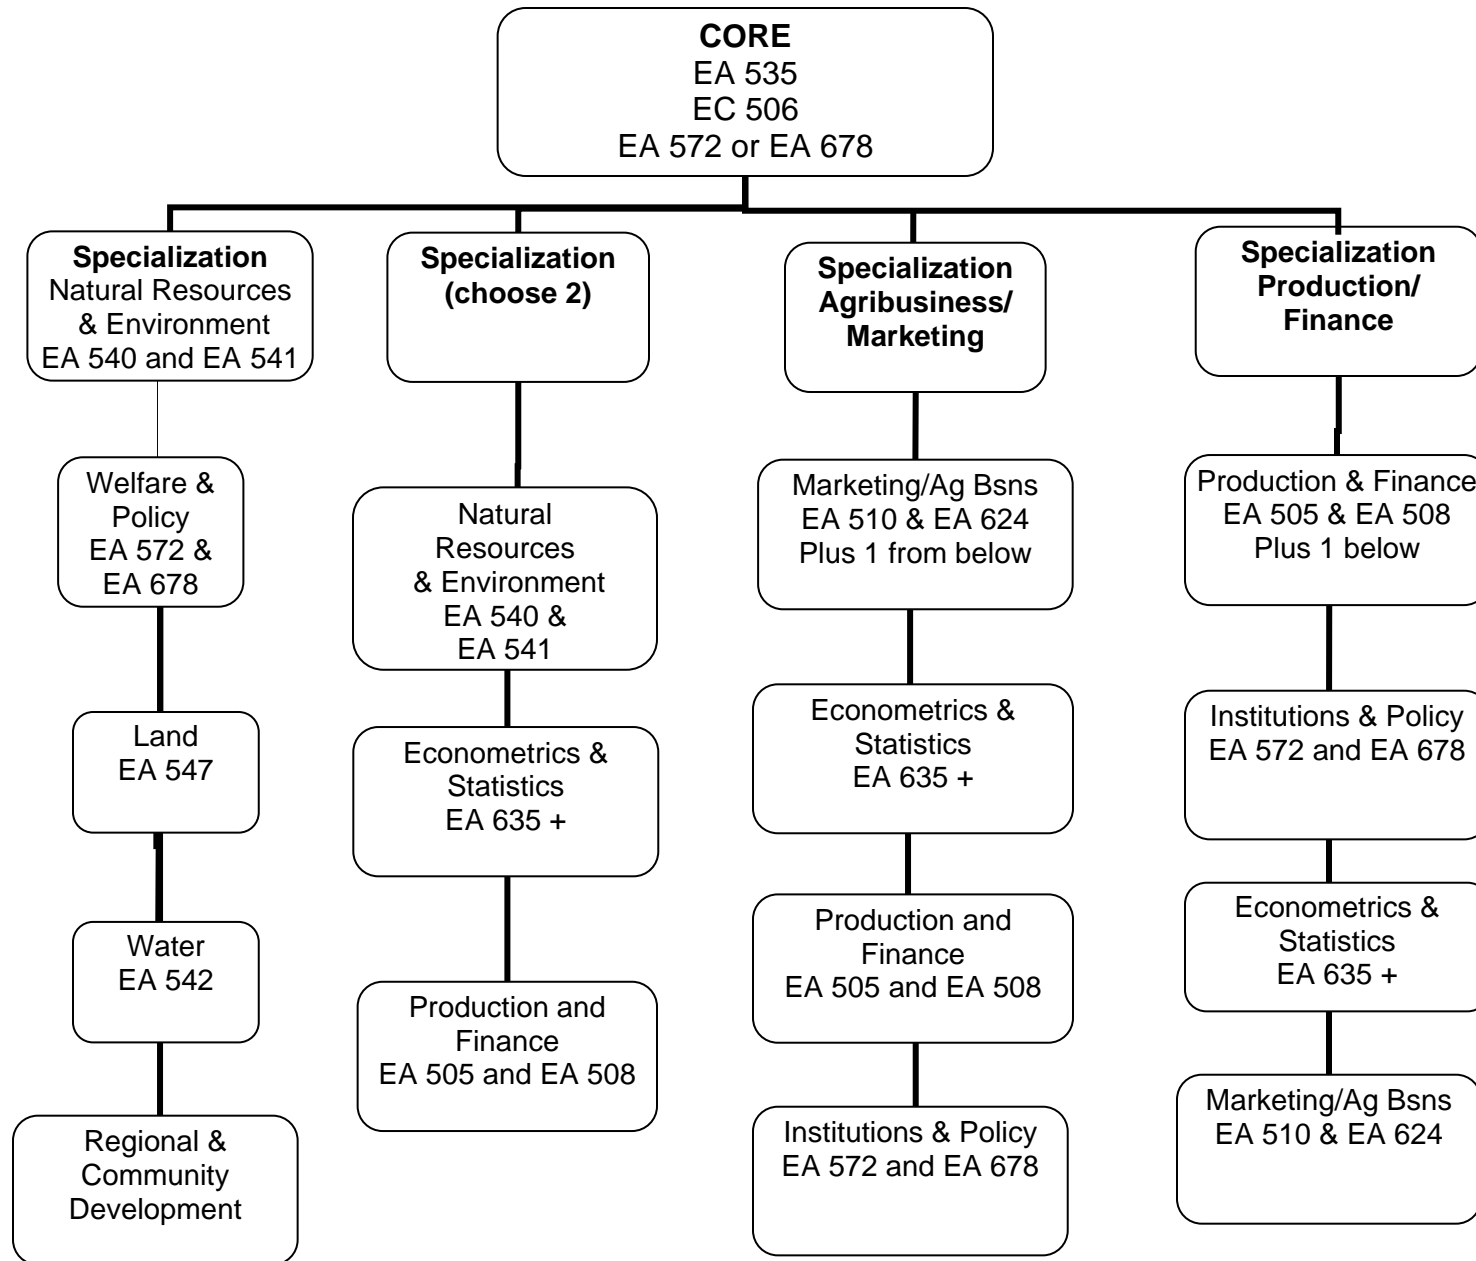 CORE
EA 535
EC 506
EA 572 or EA 678
Specialization
Natural Resources
& Environment
EA 540 and EA 541
Welfare &
Policy
EA 572 &
EA 678
Land
EA 547
Water
EA 542
Regional &
Community
Development
Specialization
(choose 2)
Natural
Resources
& Environment
EA 540 &
EA 541
Econometrics &
Statistics
EA 635 +
Production and
Finance
EA 505 and EA 508
Specialization
Agribusiness/
Marketing
Marketing/Ag Bsns
EA 510 & EA 624
Plus 1 from below
Econometrics &
Statistics
EA 635 +
Production and
Finance
EA 505 and EA 508
Institutions & Policy
EA 572 and EA 678
Specialization
Production/
Finance
Production & Finance
EA 505 & EA 508
Plus 1 below
Institutions & Policy
EA 572 and EA 678
Econometrics &
Statistics
EA 635 +
Marketing/Ag Bsns
EA 510 & EA 624